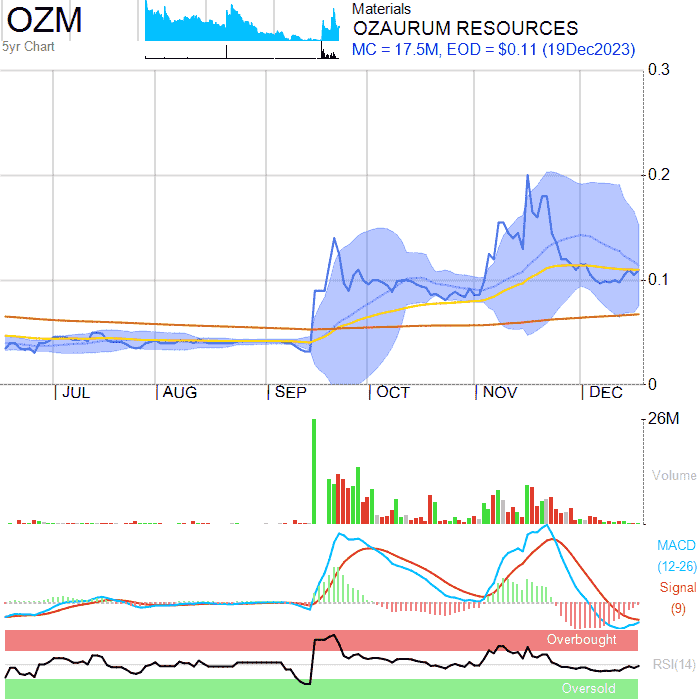 OZM
5yr Chart
Materials
OZAURUM RESOURCES
MC = 17.5M, EOD = $0.11 (19Dec2023)
0.3
0.2
0.1
0
JUL AUG SEP OCT NOV DEC
26M
Volume
MACD
(12-26)
Signal
(9)
Overbought
RSI(14)
Oversold